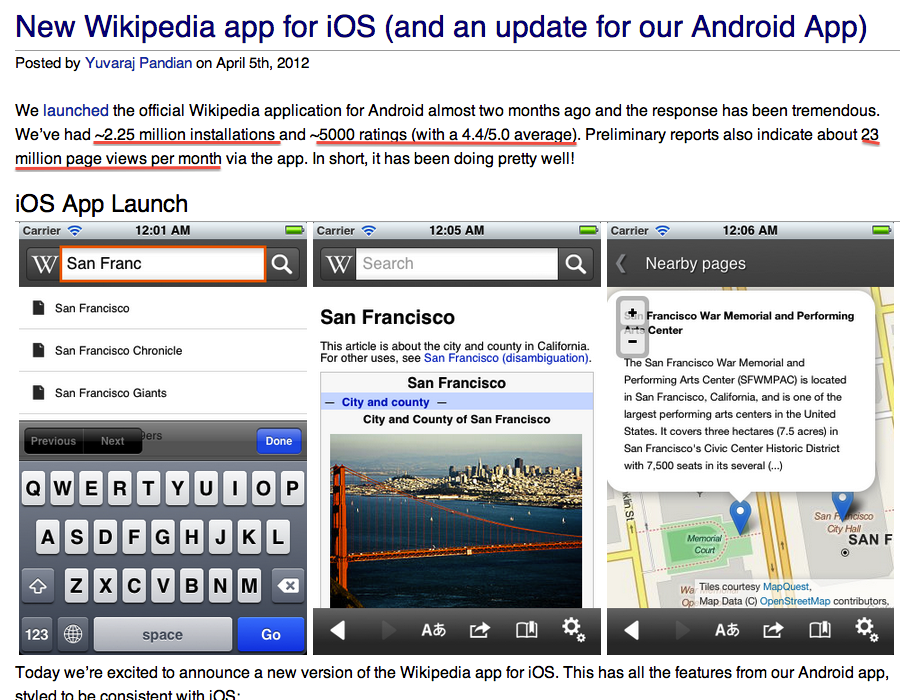 New Wikipedia app for iOS (and an update for our Android App)
Posted by Yuvaraj Pandian on April 5th, 2012
We launched the official Wikipedia application for Android almost two months ago and the response has been tremendous.
We've had ~2.25 million installations and ~5000 ratings (with a 4.4/5.0 average). Preliminary reports also indicate about 23
million page views per month via the app. In short, it has been doing pretty well!
iOS App Launch
Carrier 12:01 AM
W San Franc
San Francisco
San Francisco Chronicle
San Francisco Giants
Previous Next 9ers Done
Q W E R T Y U I O P
A S D F G H J K L
Z X C V B N M
123 space Go
Carrier 12:05 AM
W Search
San Francisco
This article is about the city and county in California.
For other uses, see San Francisco (disambiguation).
San Francisco
— City and county —
City and County of San Francisco
Aあ
Carrier 12:06 AM
Nearby pages
+
−
San Francisco War Memorial and Performing
Arts Center
The San Francisco War Memorial and
Performing Arts Center (SFWMPAC) is located
in San Francisco, California, and is one of the
largest performing arts centers in the United
States. It covers three hectares (7.5 acres) in
San Francisco's Civic Center Historic District
with 7,500 seats in its several (...)
klin St
San Francisco
City Hall
SAN F
Memorial
Court
War
Op
Tiles courtesy MapQuest,
Map Data (C) OpenStreetMap contributors,
Aあ
Today we're excited to announce a new version of the Wikipedia app for iOS. This has all the features from our Android app,
styled to be consistent with iOS: